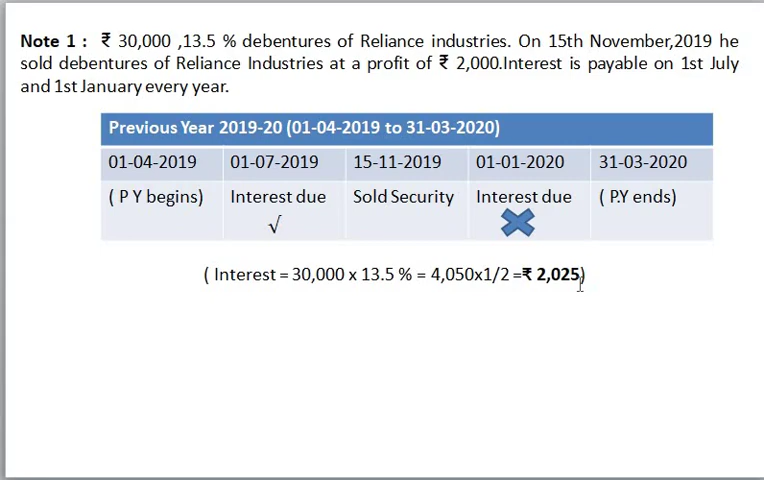 Note 1 : ₹ 30,000 ,13.5 % debentures of Reliance industries. On 15th November,2019 he
sold debentures of Reliance Industries at a profit of ₹ 2,000.Interest is payable on 1st July
and 1st January every year.
Previous Year 2019-20 (01-04-2019 to 31-03-2020)
01-04-2019 01-07-2019 15-11-2019 01-01-2020 31-03-2020
( P Y begins) Interest due Sold Security Interest due ( P.Y ends)
√
( Interest = 30,000 x 13.5 % = 4,050x1/2 =₹ 2,025)